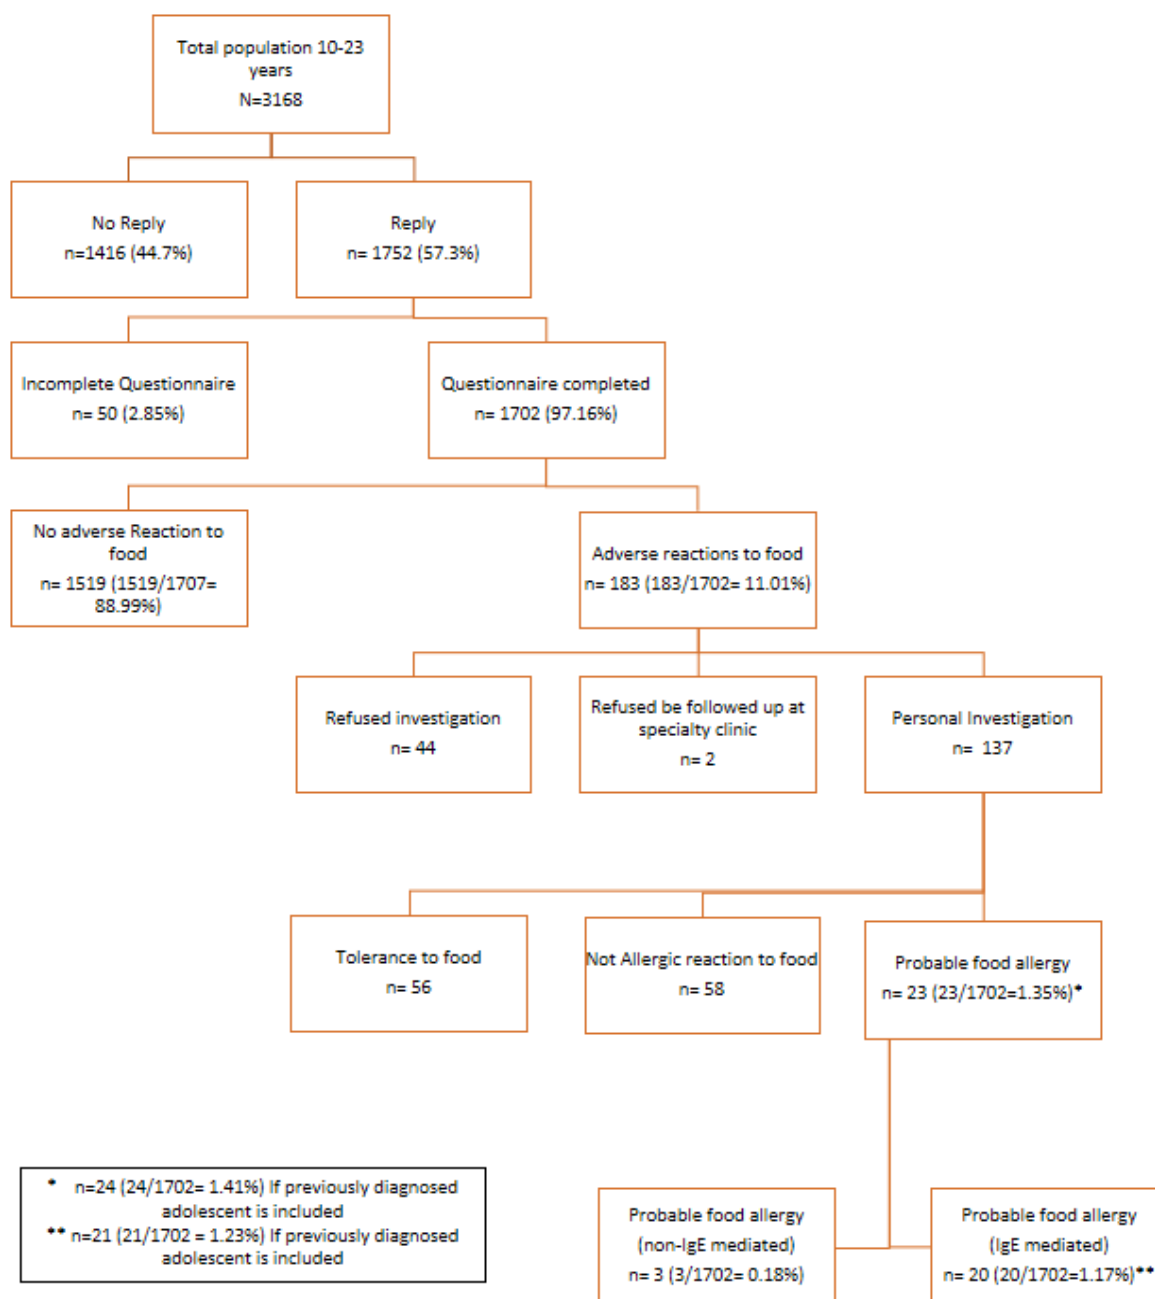 Total population 10-23
years
N=3168
No Reply
n=1416 (44.7%)
Reply
n= 1752 (57.3%)
Incomplete Questionnaire
n= 50 (2.85%)
Questionnaire completed
n= 1702 (97.16%)
No adverse Reaction to
food
n= 1519 (1519/1707=
88.99%)
Adverse reactions to food
n= 183 (183/1702= 11.01%)
Refused investigation
n= 44
Refused be followed up at
specialty clinic
n= 2
Personal Investigation
n= 137
Tolerance to food
n= 56
Not Allergic reaction to food
n= 58
Probable food allergy
n= 23 (23/1702=1.35%)*
* n=24 (24/1702= 1.41%) If previously diagnosed
adolescent is included
** n=21 (21/1702 = 1.23%) If previously diagnosed
adolescent is included
Probable food allergy
(non-IgE mediated)
n= 3 (3/1702= 0.18%)
Probable food allergy
(IgE mediated)
n= 20 (20/1702=1.17%)**